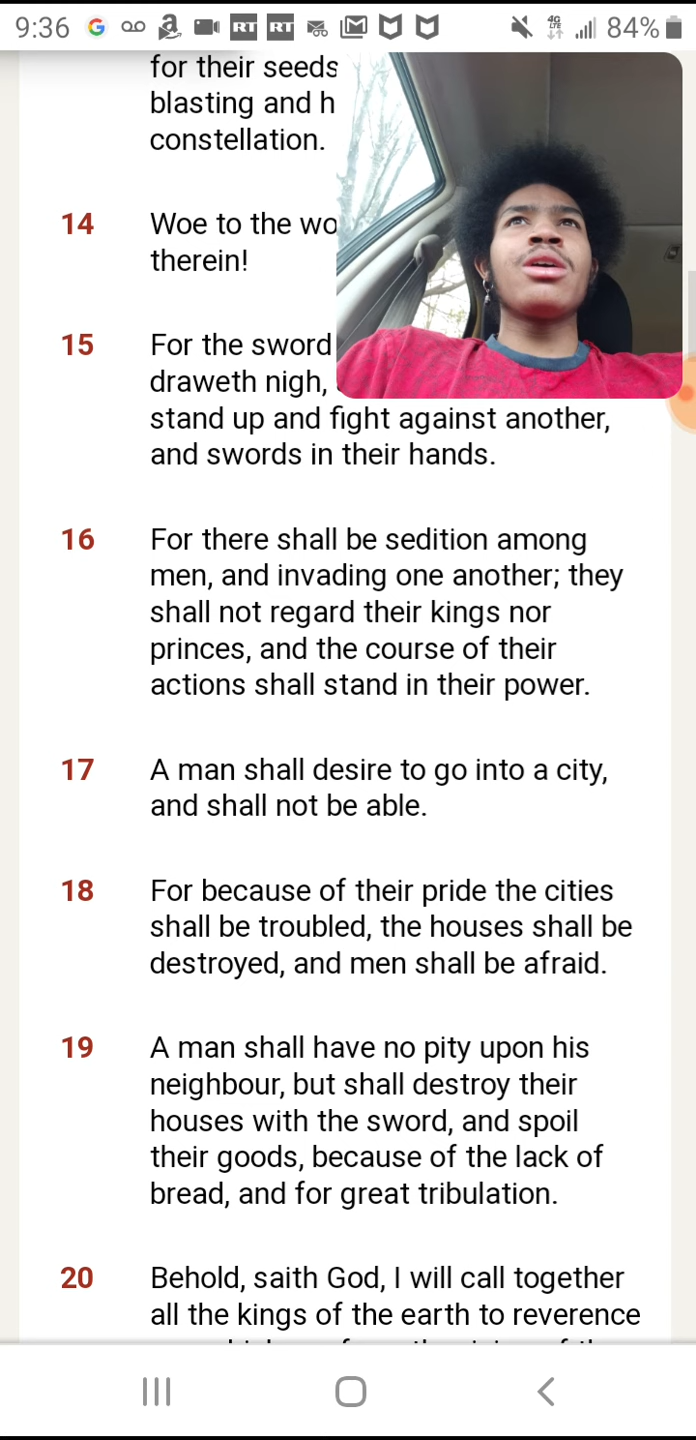 9:36 G a RT RT M 4G LTE 84%
for their seeds
blasting and h
constellation.
14 Woe to the wo
therein!
15 For the sword
draweth nigh,
stand up and fight against another,
and swords in their hands.
16 For there shall be sedition among
men, and invading one another; they
shall not regard their kings nor
princes, and the course of their
actions shall stand in their power.
17 A man shall desire to go into a city,
and shall not be able.
18 For because of their pride the cities
shall be troubled, the houses shall be
destroyed, and men shall be afraid.
19 A man shall have no pity upon his
neighbour, but shall destroy their
houses with the sword, and spoil
their goods, because of the lack of
bread, and for great tribulation.
20 Behold, saith God, I will call together
all the kings of the earth to reverence